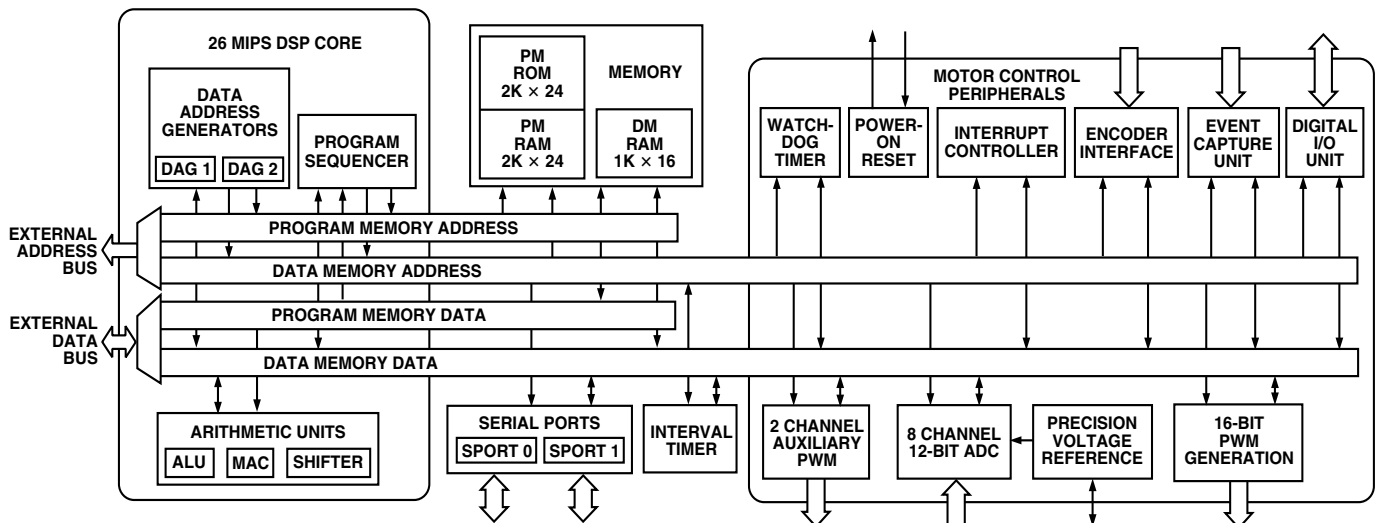 26 MIPS DSP CORE
DATA
ADDRESS
GENERATORS
DAG 1
DAG 2
PROGRAM
SEQUENCER
PM
ROM
2K × 24
MEMORY
PM
RAM
2K × 24
DM
RAM
1K × 16
MOTOR CONTROL
PERIPHERALS
WATCH-
DOG
TIMER
POWER-
ON
RESET
INTERRUPT
CONTROLLER
ENCODER
INTERFACE
EVENT
CAPTURE
UNIT
DIGITAL
I/O
UNIT
EXTERNAL
ADDRESS
BUS
PROGRAM MEMORY ADDRESS
DATA MEMORY ADDRESS
EXTERNAL
DATA
BUS
PROGRAM MEMORY DATA
DATA MEMORY DATA
ARITHMETIC UNITS
ALU
MAC
SHIFTER
SERIAL PORTS
SPORT 0
SPORT 1
INTERVAL
TIMER
2 CHANNEL
AUXILIARY
PWM
8 CHANNEL
12-BIT ADC
PRECISION
VOLTAGE
REFERENCE
16-BIT
PWM
GENERATION